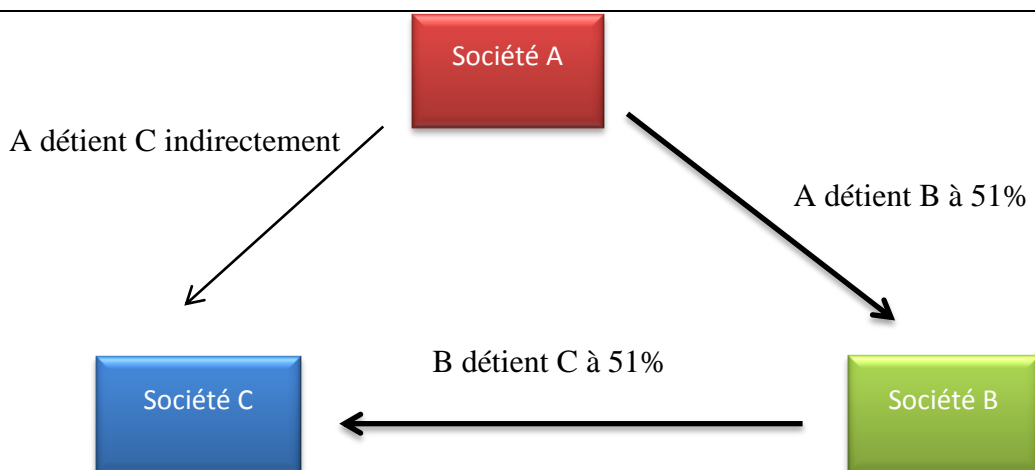 Société A
A détient C indirectement
A détient B à 51%
B détient C à 51%
Société C
Société B